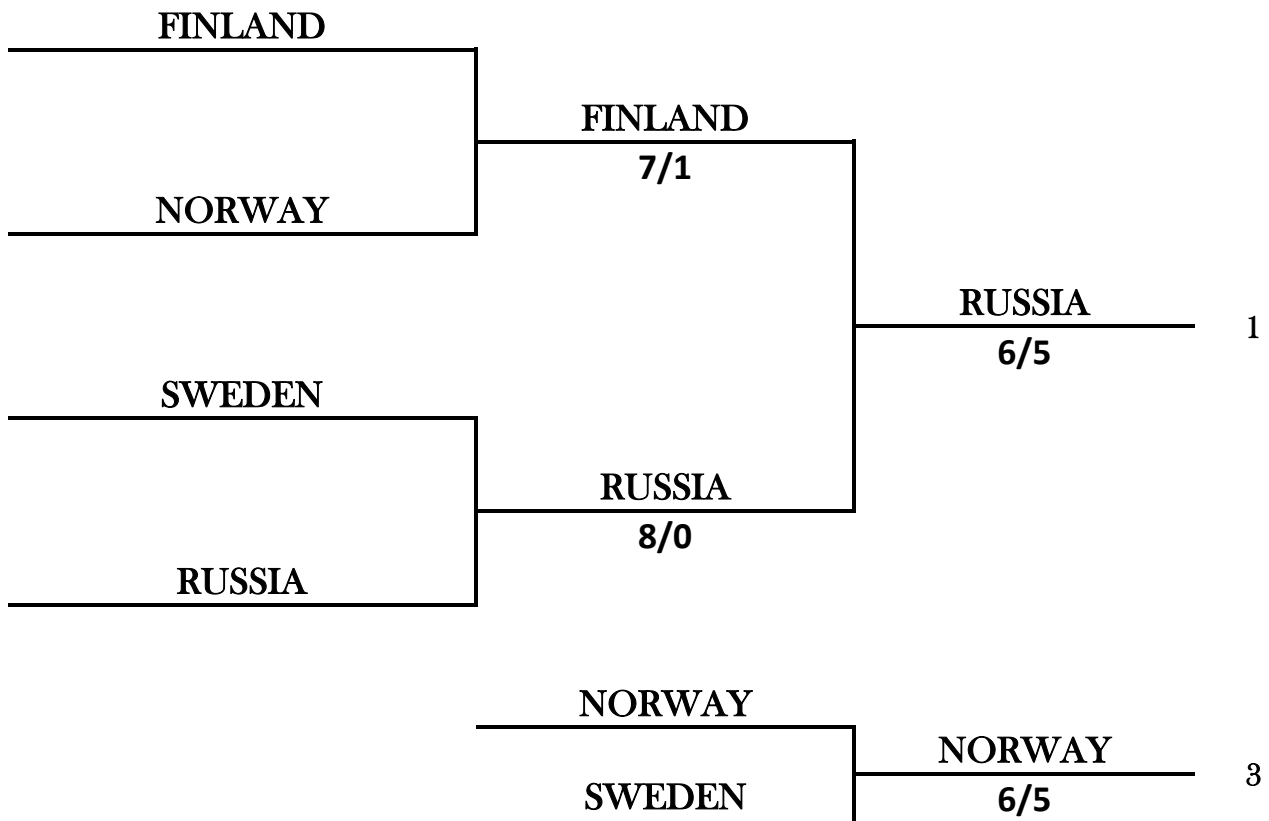 FINLAND
FINLAND
7/1
NORWAY
RUSSIA
1
6/5
SWEDEN
RUSSIA
8/0
RUSSIA
NORWAY
NORWAY
3
SWEDEN
6/5